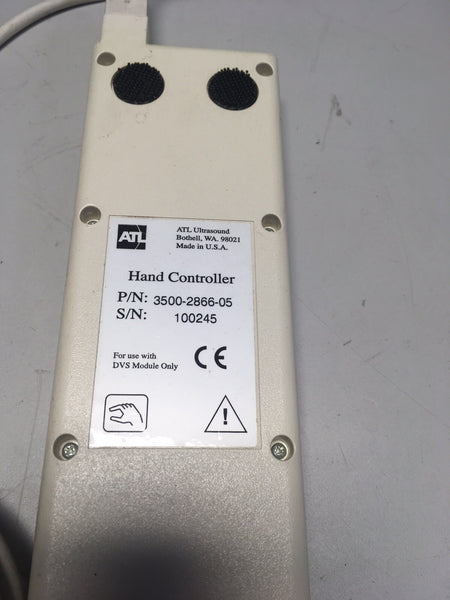 ATL
ATL Ultrasound
Bothell, WA. 98021
Made in U.S.A.
Hand Controller
P/N: 3500-2866-05
S/N: 100245
For use with
DVS Module Only
CE